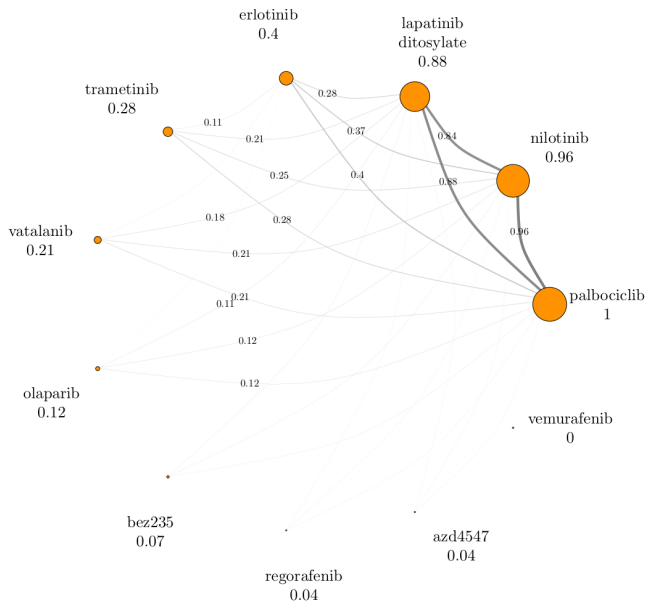 erlotinib
0.4
lapatinib
ditosylate
0.88
trametinib
0.28
nilotinib
0.96
vatalanib
0.21
palbociclib
1
olaparib
0.12
vemurafenib
0
bez235
0.07
azd4547
0.04
regorafenib
0.04
0.28
0.11
0.37
0.84
0.21
0.25
0.4
0.88
0.18
0.28
0.96
0.21
0.21
0.11
0.12
0.12